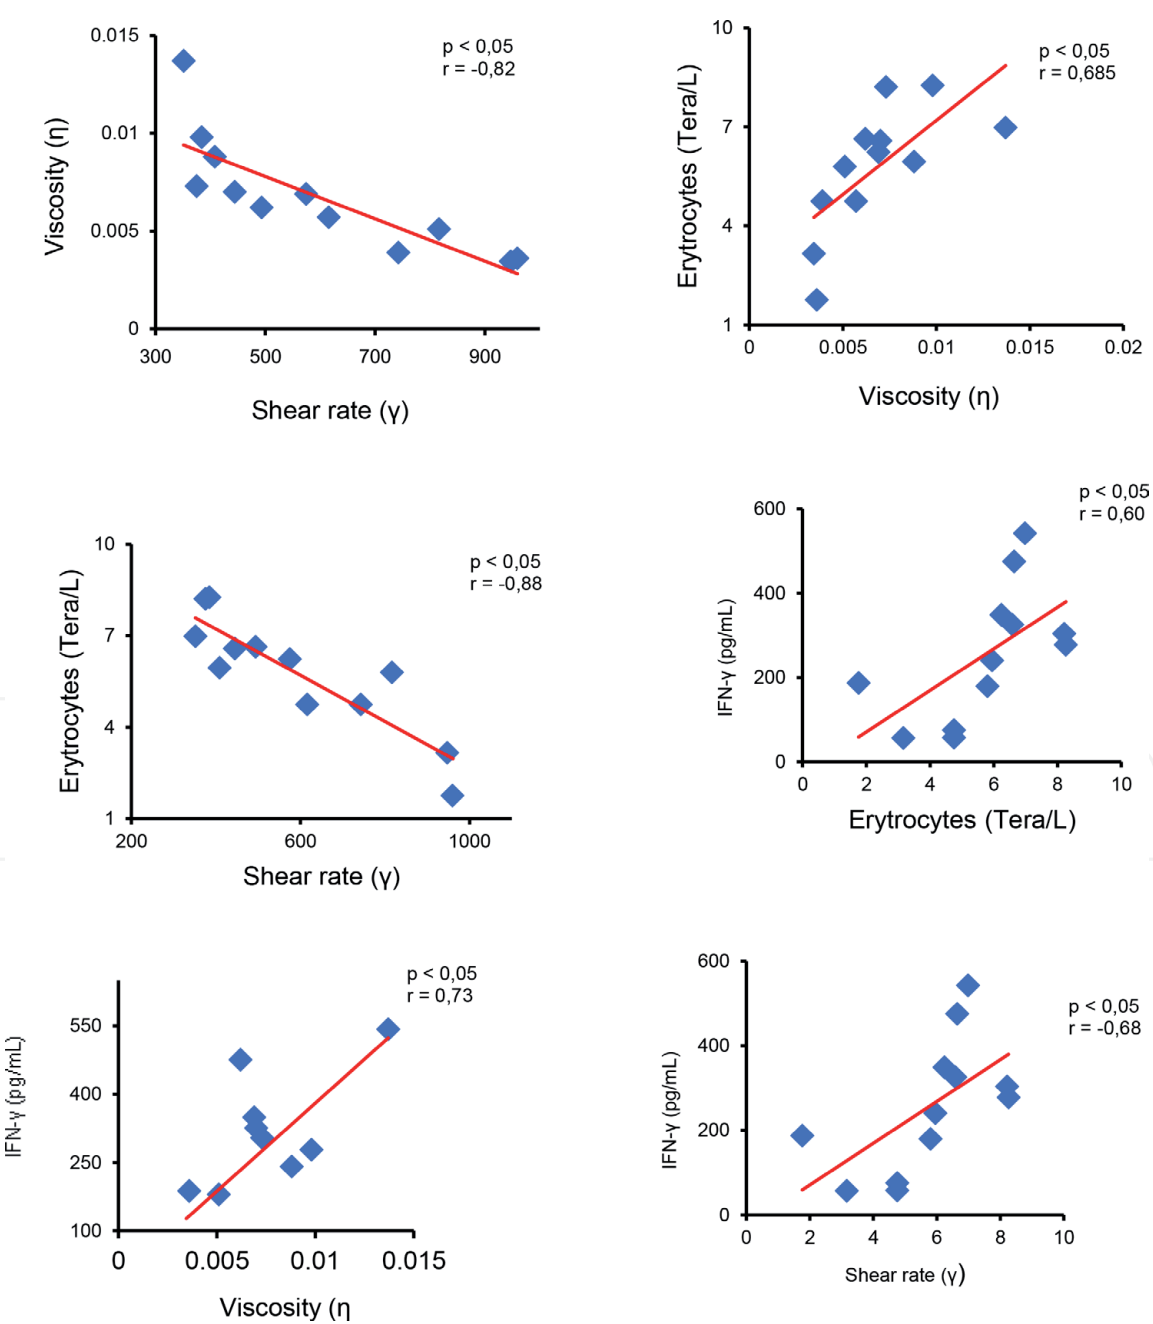 0.015
0.01
0.005
0
300 500 700 900
Viscosity (η)
Shear rate (γ)
p < 0,05
r = -0,82
10
7
4
1
0 0.005 0.01 0.015 0.02
Erytrocytes (Tera/L)
Viscosity (η)
p < 0,05
r = 0,685
10
7
4
1
200 600 1000
Erytrocytes (Tera/L)
Shear rate (γ)
p < 0,05
r = -0,88
600
400
200
0
0 2 4 6 8 10
IFN-γ (pg/mL)
Erytrocytes (Tera/L)
p < 0,05
r = 0,60
550
400
250
100
0 0.005 0.01 0.015
IFN-γ (pg/mL)
Viscosity (η
p < 0,05
r = 0,73
600
400
200
0
0 2 4 6 8 10
IFN-γ (pg/mL)
Shear rate (γ)
p < 0,05
r = -0,68